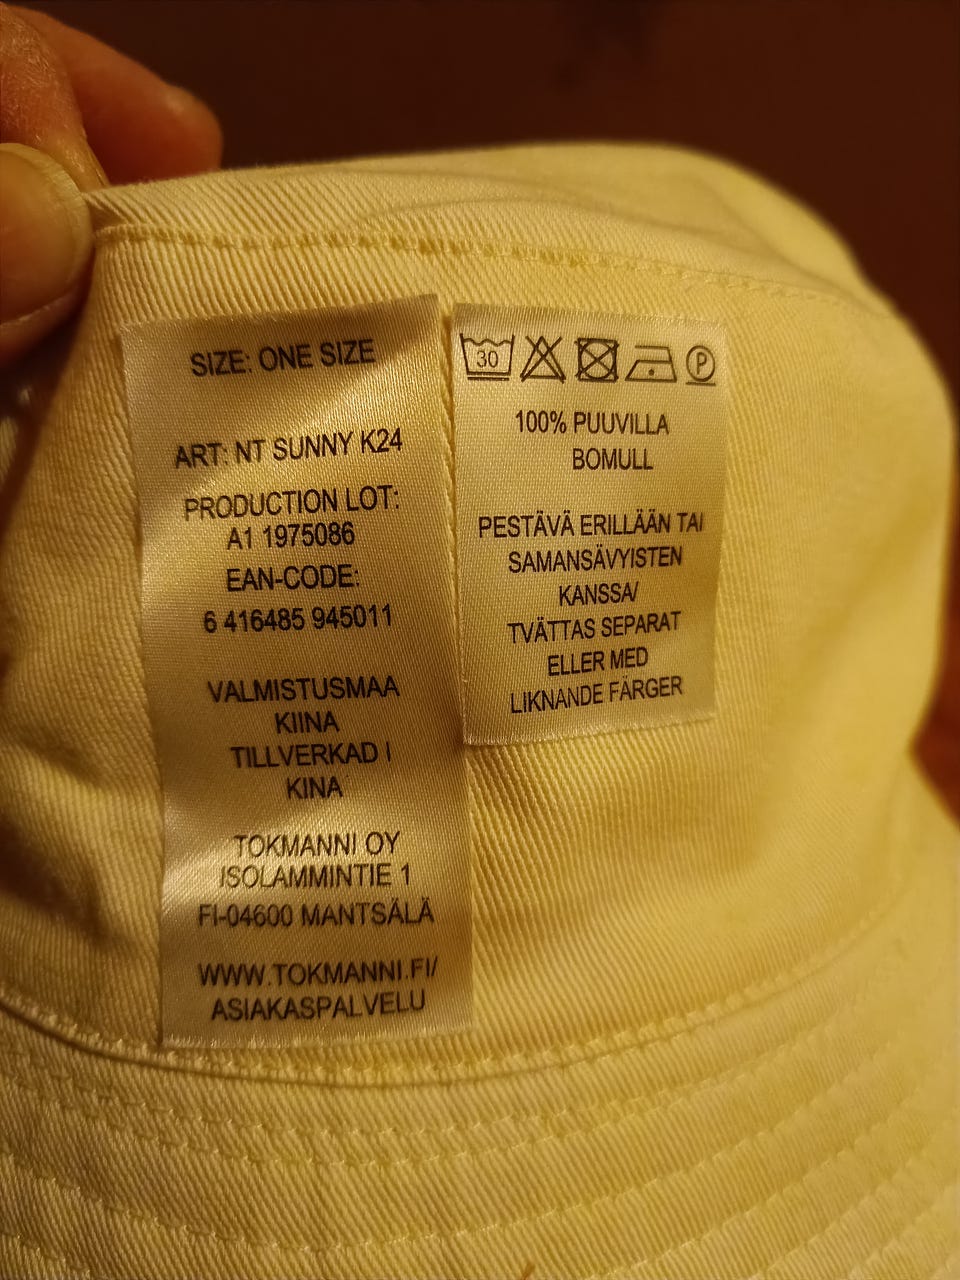 SIZE: ONE SIZE
ART: NT SUNNY K24
PRODUCTION LOT:
A1 1975086
EAN-CODE:
6 416485 945011
VALMISTUSMAA
KIINA
TILLVERKAD I
KINA
TOKMANNI OY
ISOLAMMINTIE 1
FI-04600 MANTSÄLÄ
WWW.TOKMANNI.FI/
ASIAKASPALVELU
30 P
100% PUUVILLA
BOMULL
PESTÄVÄ ERILLÄÄN TAI
SAMANSÄVYISTEN
KANSSA/
TVÄTTAS SEPARAT
ELLER MED
LIKNANDE FÄRGER